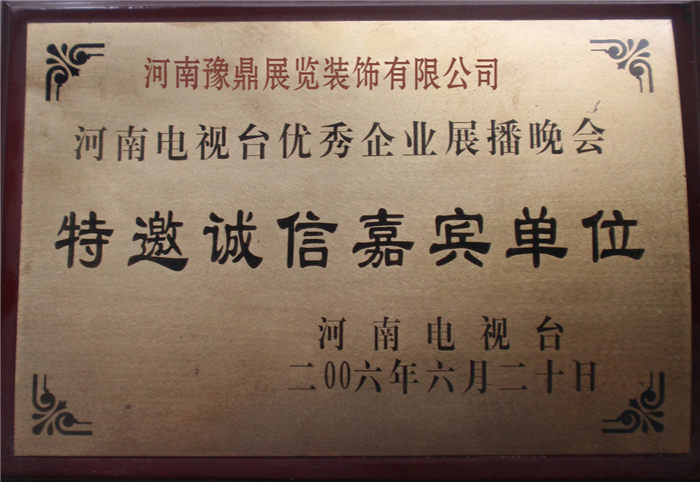 河南豫鼎展览装饰有限公司
河南电视台优秀企业展播晚会
特邀诚信嘉宾单位
河南电视台
二00六年六月二十日